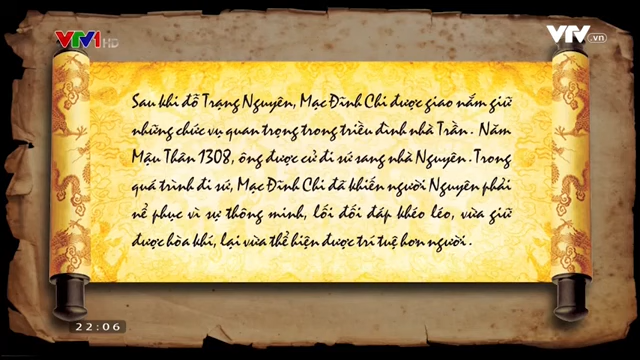 VTV1 HD
VTV.vn
Sau khi đỗ Trạng Nguyên, Mạc Đĩnh Chi được giao nắm giữ
những chức vụ quan trọng trong triều đình nhà Trần. Năm
Mậu Thân 1308, ông được cử đi sứ sang nhà Nguyên. Trong
quá trình đi sứ, Mạc Đĩnh Chi đã khiến người Nguyên phải
nể phục vì sự thông minh, lối đối đáp khéo léo, vừa giữ
được hòa khí, lại vừa thể hiện được trí tuệ hơn người.
22:06